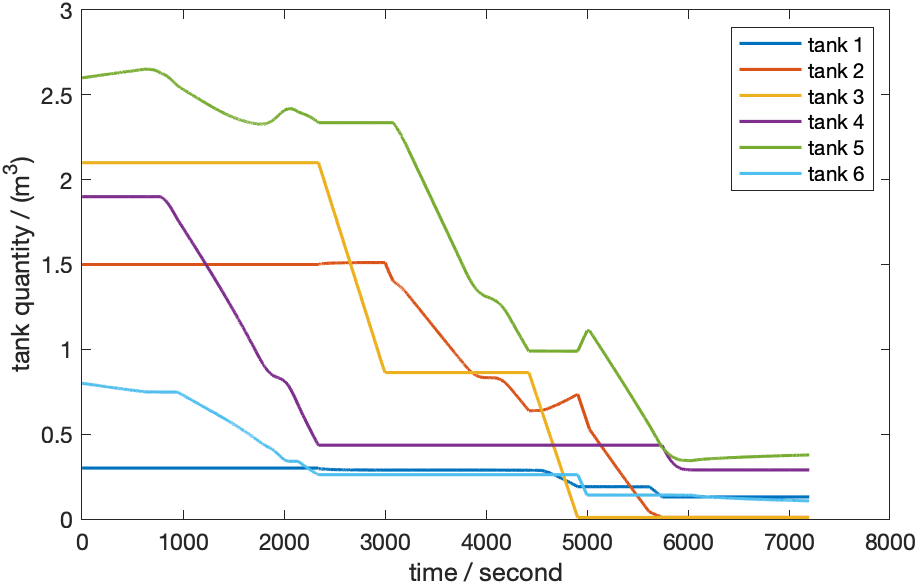 3
2.5
2
1.5
1
0.5
0
tank quantity / (m³)
tank 1
tank 2
tank 3
tank 4
tank 5
tank 6
0 1000 2000 3000 4000 5000 6000 7000 8000
time / second